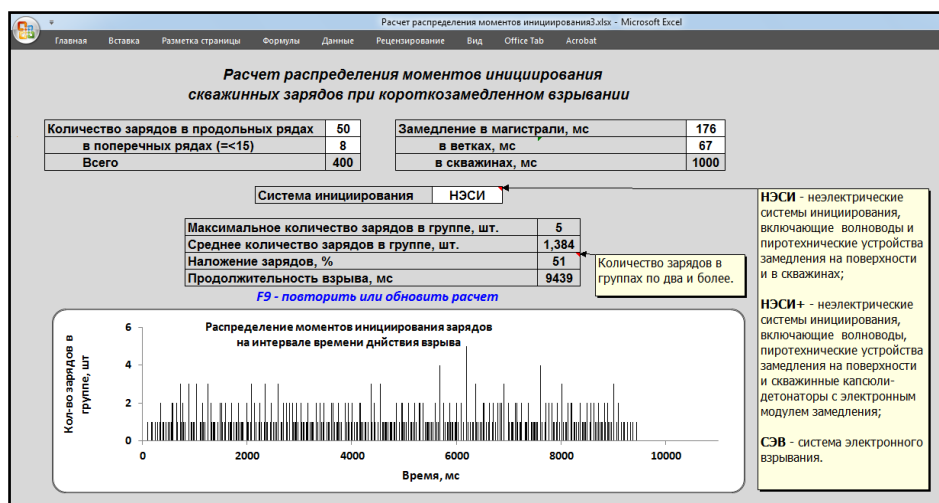 Расчет распределения моментов инициирования3.xlsx - Microsoft Excel
Главная Вставка Разметка страницы Формулы Данные Рецензирование Вид Office Tab Acrobat
Расчет распределения моментов инициирования
скважинных зарядов при короткозамедленном взрывании
Количество зарядов в продольных рядах 50
в поперечных рядах (=<15) 8
Всего 400
Замедление в магистрали, мс 176
в ветках, мс 67
в скважинах, мс 1000
Система инициирования НЭСИ
Максимальное количество зарядов в группе, шт. 5
Среднее количество зарядов в группе, шт. 1,384
Наложение зарядов, % 51
Продолжительность взрыва, мс 9439
F9 - повторить или обновить расчет
Количество зарядов в
группах по два и более.
НЭСИ - неэлектрические
системы инициирования,
включающие волноводы и
пиротехнические устройства
замедления на поверхности
и в скважинах;
НЭСИ+ - неэлектрические
системы инициирования,
включающие волноводы,
пиротехнические устройства
замедления на поверхности
и скважинные капсюли-
детонаторы с электронным
модулем замедления;
СЭВ - система электронного
взрывания.
Распределение моментов инициирования зарядов
на интервале времени днйствия взрыва
Кол-во зарядов в
группе, шт
6
4
2
0
0 2000 4000 6000 8000 10000
Время, мс